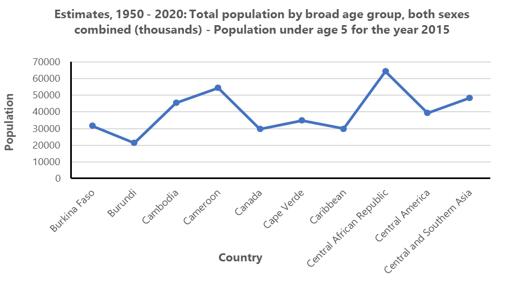 Estimates, 1950 - 2020: Total population by broad age group, both sexes
combined (thousands) - Population under age 5 for the year 2015
Population
70000
60000
50000
40000
30000
20000
10000
0
Burkina Faso
Burundi
Cambodia
Cameroon
Canada
Cape Verde
Caribbean
Central African Republic
Central America
Central and Southern Asia
Country